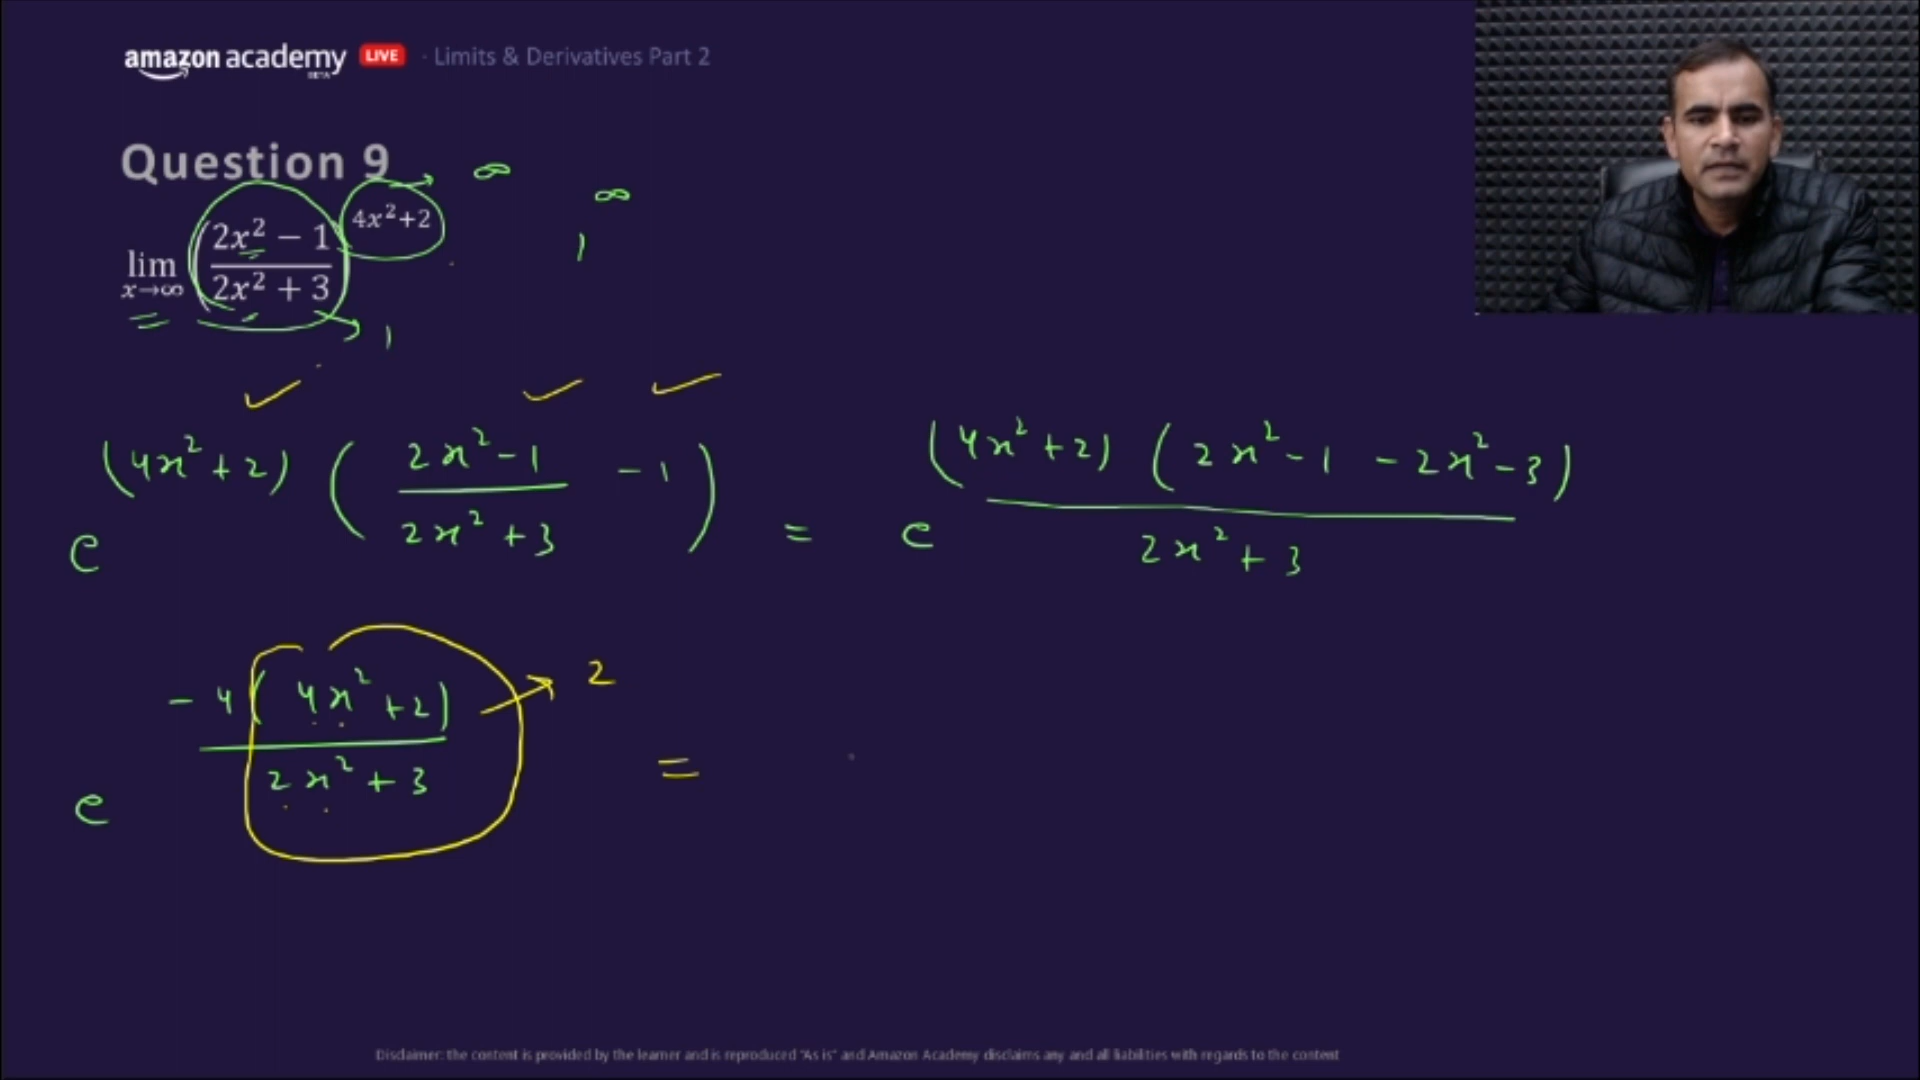 amazon academy LIVE · Limits & Derivatives Part 2
BETA
Question 9
lim x→∞ ((2x² − 1)/(2x² + 3))^(4x²+2) → ∞
1^∞
→ 1
e^((4x²+2)((2x²-1)/(2x²+3) -1)) = e^((4x²+2)(2x²-1 -2x²-3)/(2x²+3))
e^(-4(4x²+2)/(2x²+3)) → 2 =
Disclaimer: the content is provided by the learner and is reproduced "As is" and Amazon Academy disclaims any and all liabilities with regards to the content